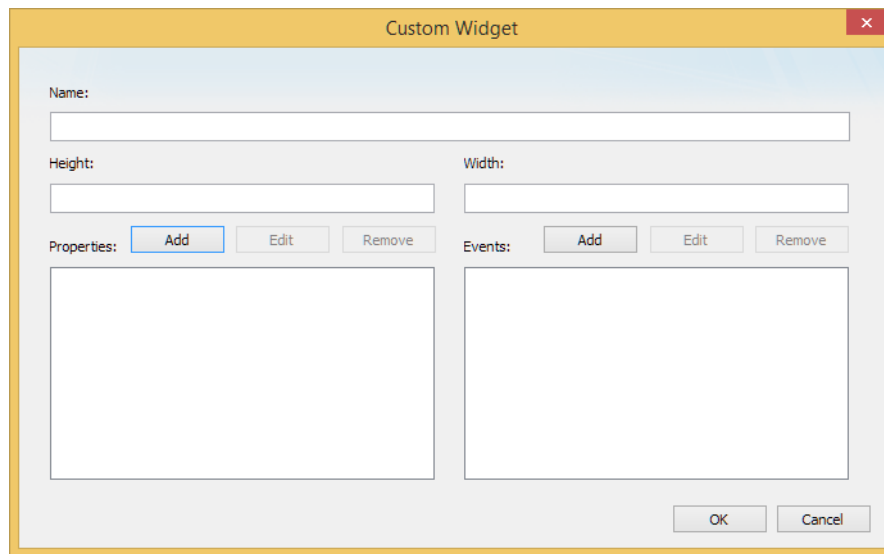 Custom Widget
Name:
Height: Width:
Properties: Add Edit Remove Events: Add Edit Remove
OK Cancel